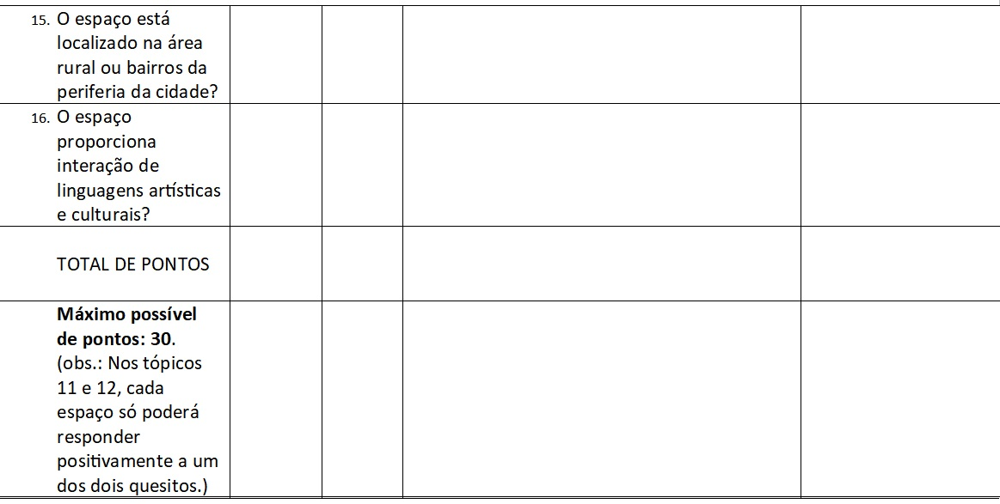 15. O espaço está
localizado na área
rural ou bairros da
periferia da cidade?
16. O espaço
proporciona
interação de
linguagens artísticas
e culturais?
TOTAL DE PONTOS
Máximo possível
de pontos: 30.
(obs.: Nos tópicos
11 e 12, cada
espaço só poderá
responder
positivamente a um
dos dois quesitos.)